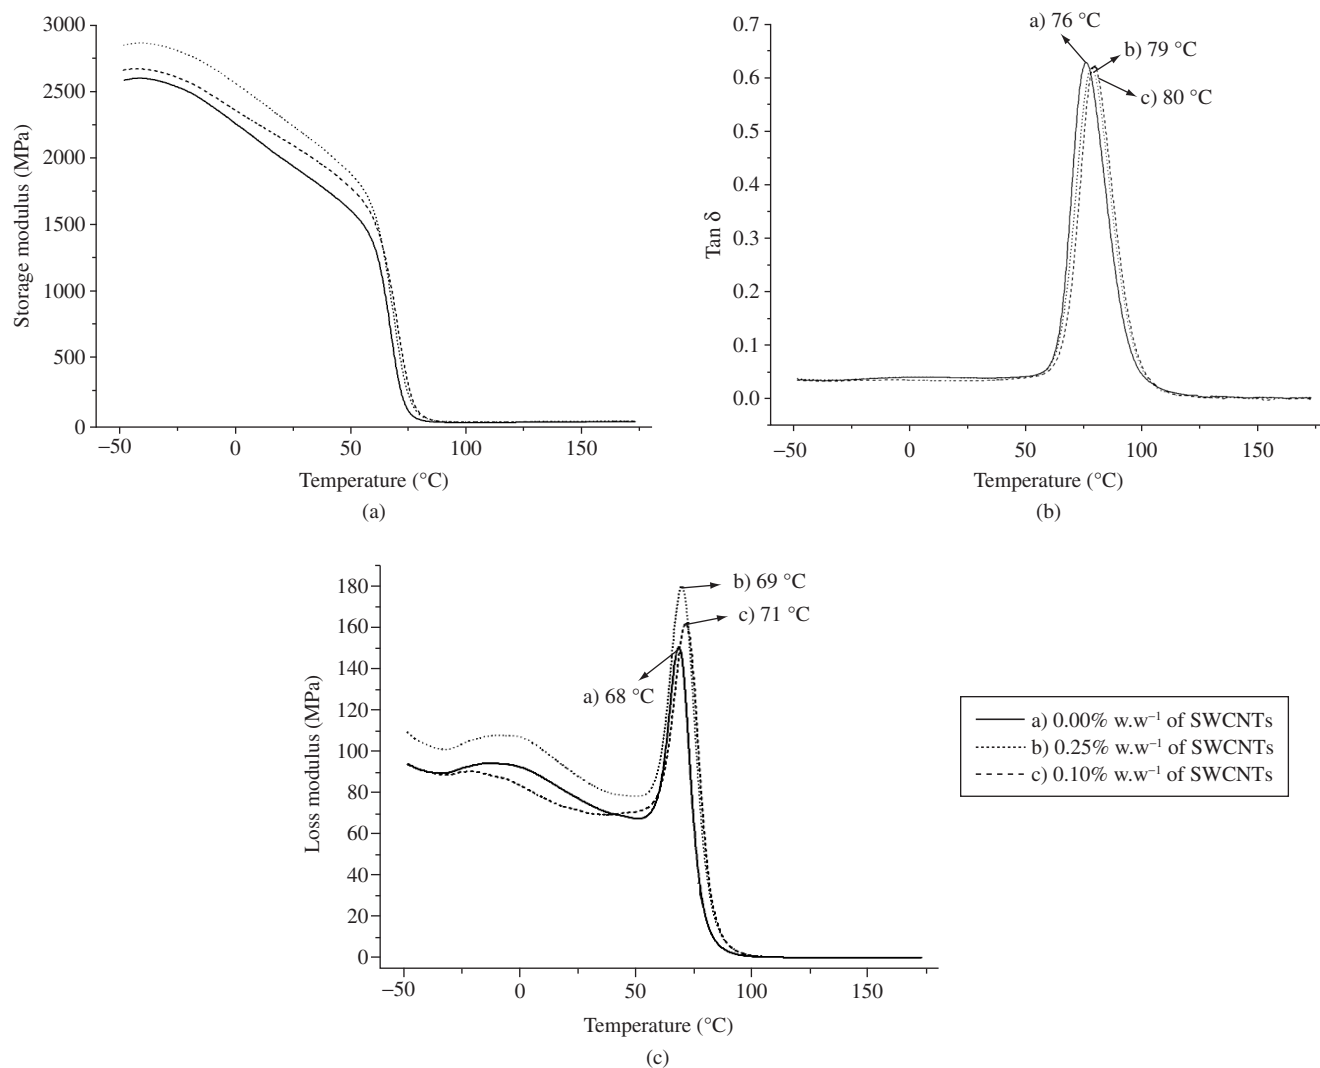 3000
2500
2000
1500
1000
500
0
Storage modulus (MPa)
−50 0 50 100 150
Temperature (°C)
(a)
0.7
0.6
0.5
0.4
0.3
0.2
0.1
0.0
Tan δ
a) 76 °C
b) 79 °C
c) 80 °C
−50 0 50 100 150
Temperature (°C)
(b)
180
160
140
120
100
80
60
40
20
0
Loss modulus (MPa)
b) 69 °C
c) 71 °C
a) 68 °C
−50 0 50 100 150
Temperature (°C)
(c)
a) 0.00% w.w⁻¹ of SWCNTs
b) 0.25% w.w⁻¹ of SWCNTs
c) 0.10% w.w⁻¹ of SWCNTs